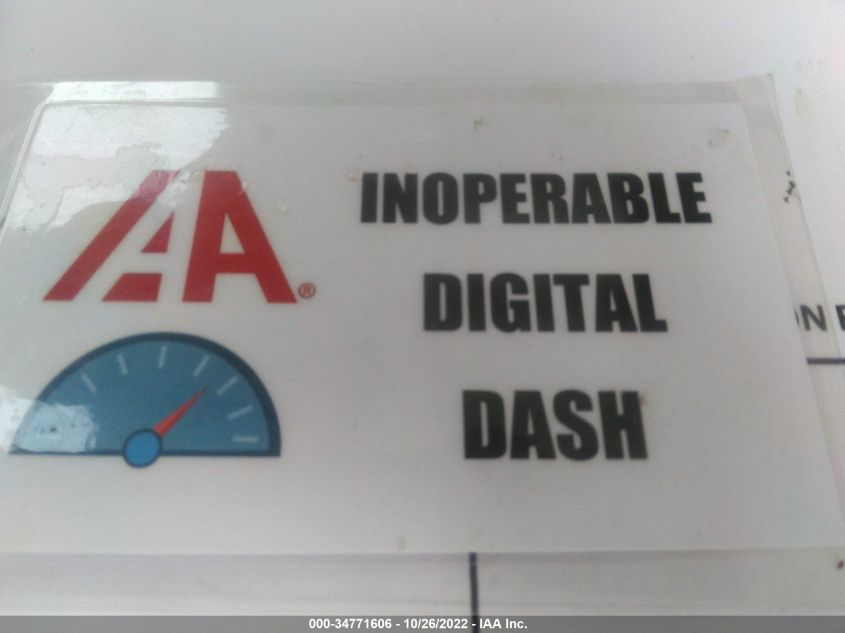 IAA®
INOPERABLE
DIGITAL
DASH
000-34771606 - 10/26/2022 - IAA Inc.